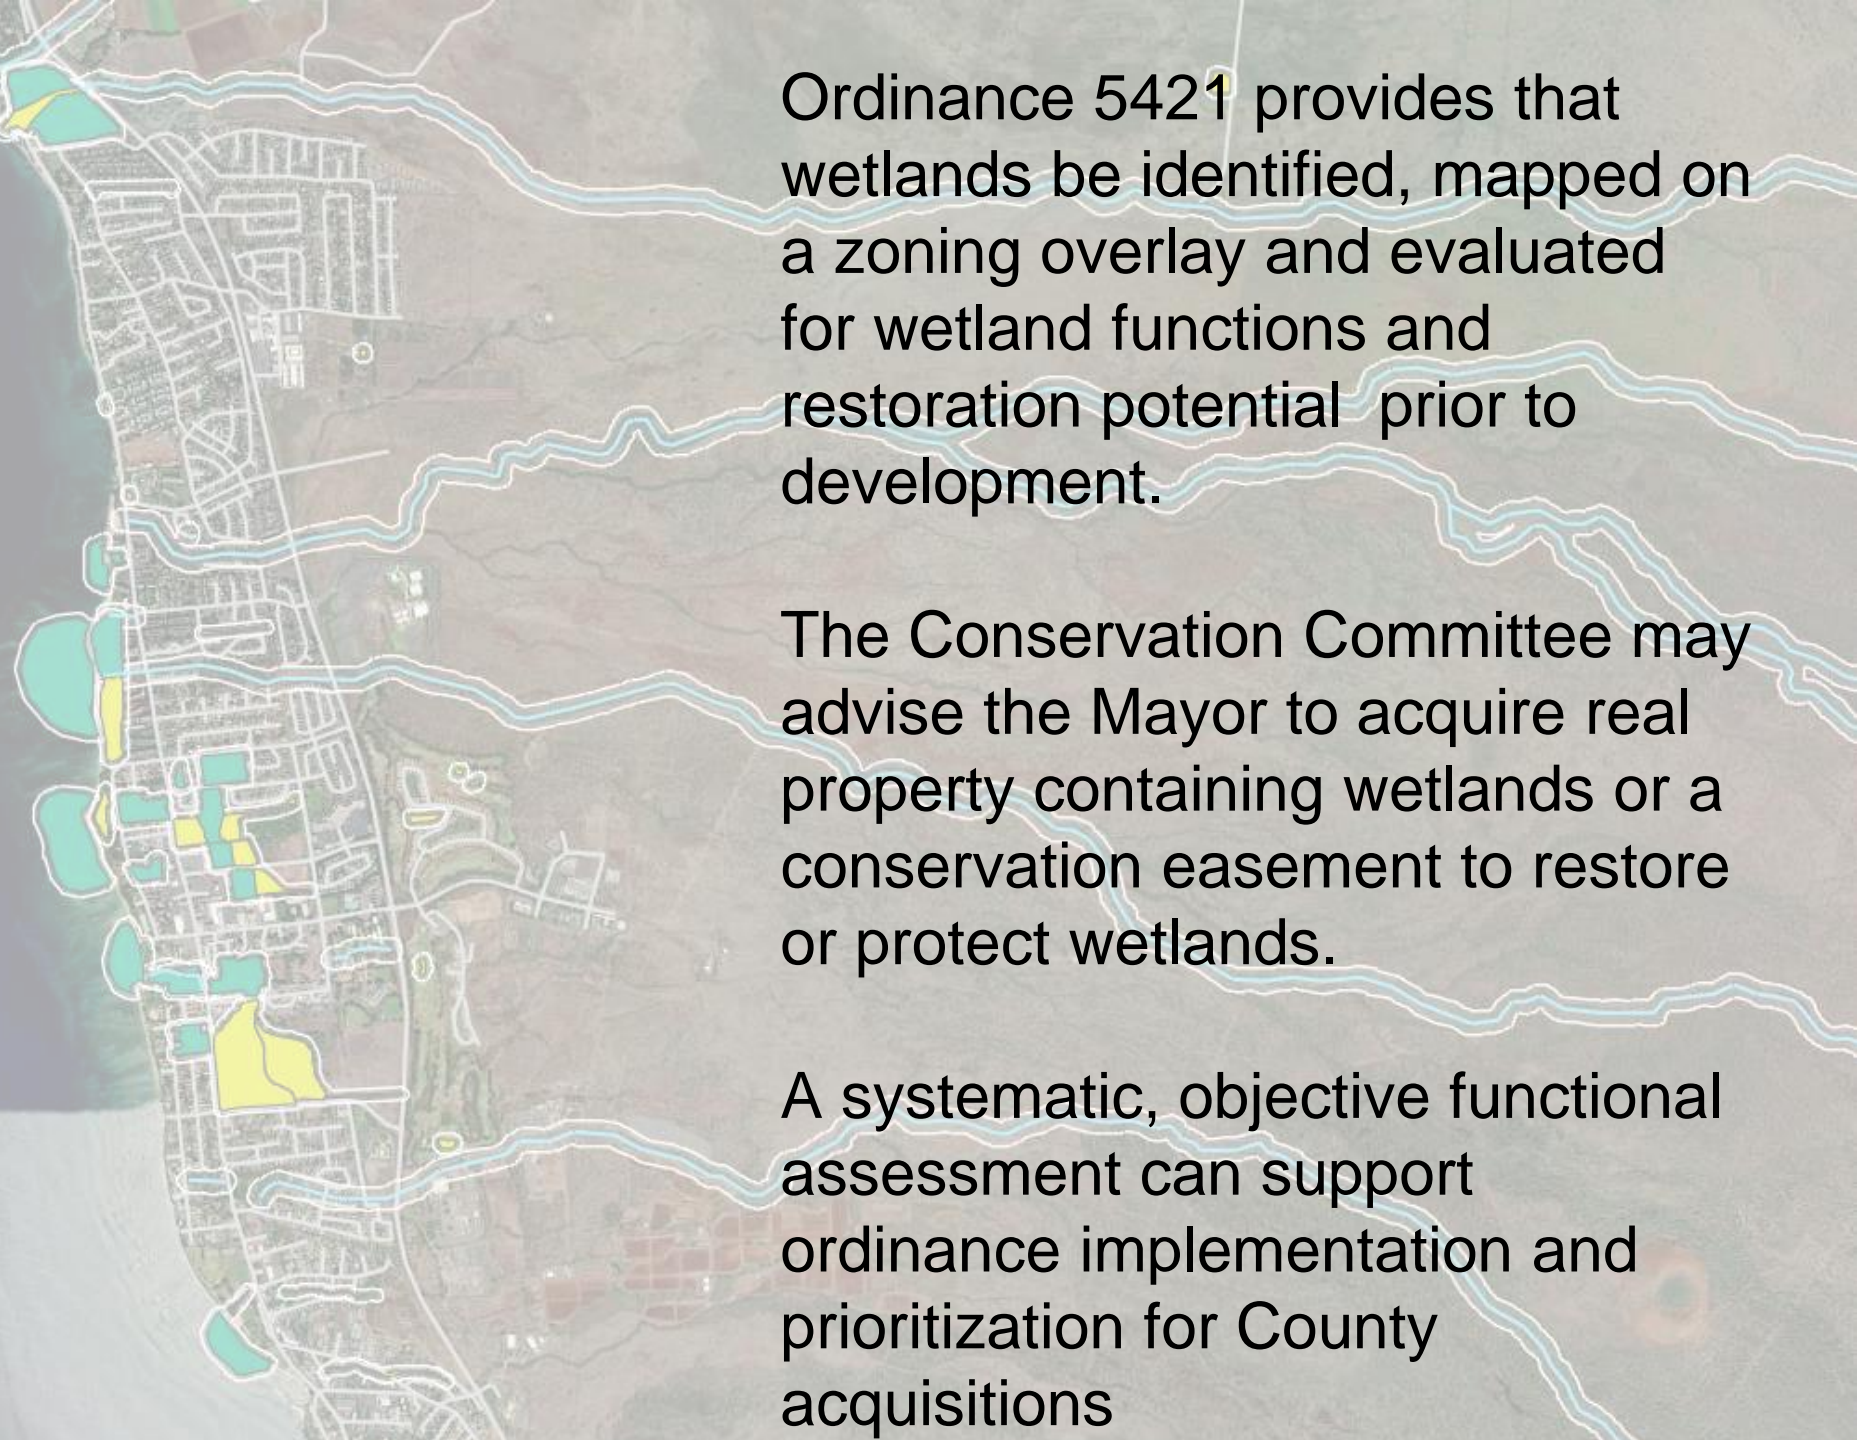 Ordinance 5421 provides that
wetlands be identified, mapped on
a zoning overlay and evaluated
for wetland functions and
restoration potential  prior to
development.
The Conservation Committee may
advise the Mayor to acquire real
property containing wetlands or a
conservation easement to restore
or protect wetlands.
A systematic, objective functional
assessment can support
ordinance implementation and
prioritization for County
acquisitions